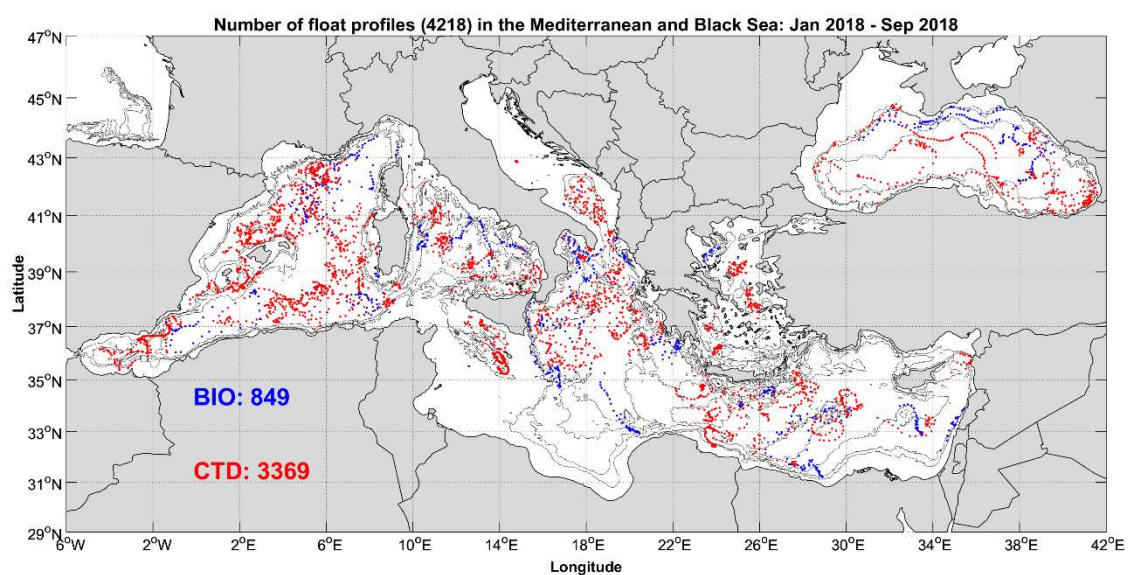 Number of float profiles (4218) in the Mediterranean and Black Sea: Jan 2018 - Sep 2018
47°N
45°N
43°N
41°N
39°N
37°N
35°N
33°N
31°N
29°N
Latitude
BIO: 849
CTD: 3369
6°W 2°W 2°E 6°E 10°E 14°E 18°E 22°E 26°E 30°E 34°E 38°E 42°E
Longitude